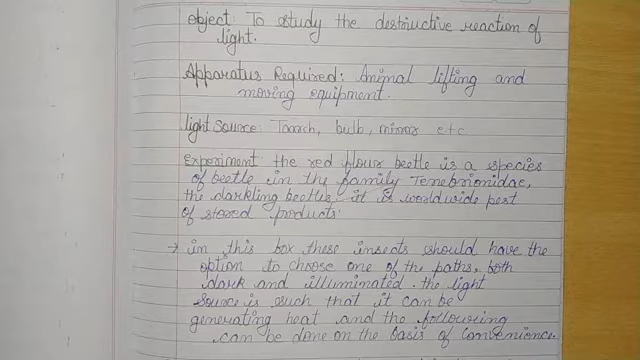 object: To study the destructive reaction of
light.
Apparatus Required: Animal lifting and
moving equipment.
light Source: Toarch, bulb, mirror etc
Experiment the red flour beetle is a species
of beetle in the family Tenebrionidae,
the darkling beetles. it is worldwide pest
of stored products.
→ in this box these insects should have the
option to choose one of the paths, both
dark and illuminated. the light
source is such that it can be
generating heat and the following
can be done on the basis of convenience.